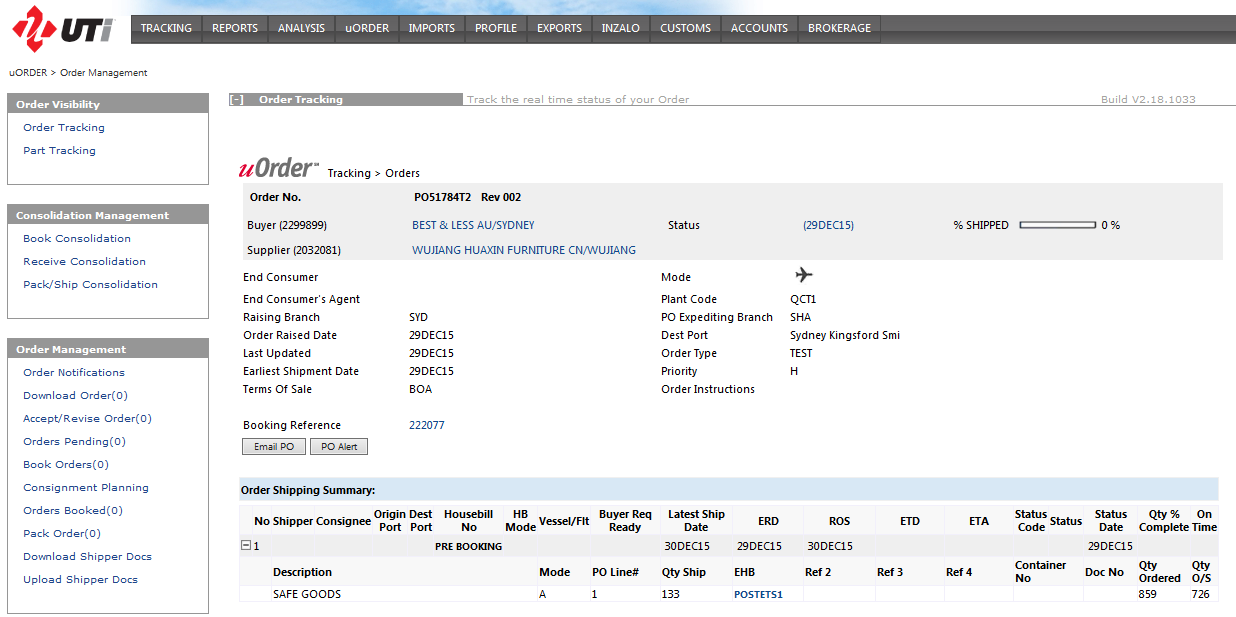 UTi
TRACKING REPORTS ANALYSIS uORDER IMPORTS PROFILE EXPORTS INZALO CUSTOMS ACCOUNTS BROKERAGE
uORDER > Order Management
Order Visibility
Order Tracking
Part Tracking
Consolidation Management
Book Consolidation
Receive Consolidation
Pack/Ship Consolidation
Order Management
Order Notifications
Download Order(0)
Accept/Revise Order(0)
Orders Pending(0)
Book Orders(0)
Consignment Planning
Orders Booked(0)
Pack Order(0)
Download Shipper Docs
Upload Shipper Docs
[-] Order Tracking Track the real time status of your Order Build V2.18.1033
uOrder™ Tracking > Orders
Order No. PO51784T2 Rev 002
Buyer (2299899) BEST & LESS AU/SYDNEY Status (29DEC15) % SHIPPED 0 %
Supplier (2032081) WUJIANG HUAXIN FURNITURE CN/WUJIANG
End Consumer Mode
End Consumer's Agent Plant Code QCT1
Raising Branch SYD PO Expediting Branch SHA
Order Raised Date 29DEC15 Dest Port Sydney Kingsford Smi
Last Updated 29DEC15 Order Type TEST
Earliest Shipment Date 29DEC15 Priority H
Terms Of Sale BOA Order Instructions
Booking Reference 222077
Email PO PO Alert
Order Shipping Summary:
No Shipper Consignee Origin Port Dest Port Housebill No HB Mode Vessel/Flt Buyer Req Ready Latest Ship Date ERD ROS ETD ETA Status Code Status Status Date Qty % Complete On Time
1 PRE BOOKING 30DEC15 29DEC15 30DEC15 29DEC15
Description Mode PO Line# Qty Ship EHB Ref 2 Ref 3 Ref 4 Container No Doc No Qty Ordered Qty O/S
SAFE GOODS A 1 133 POSTETS1 859 726